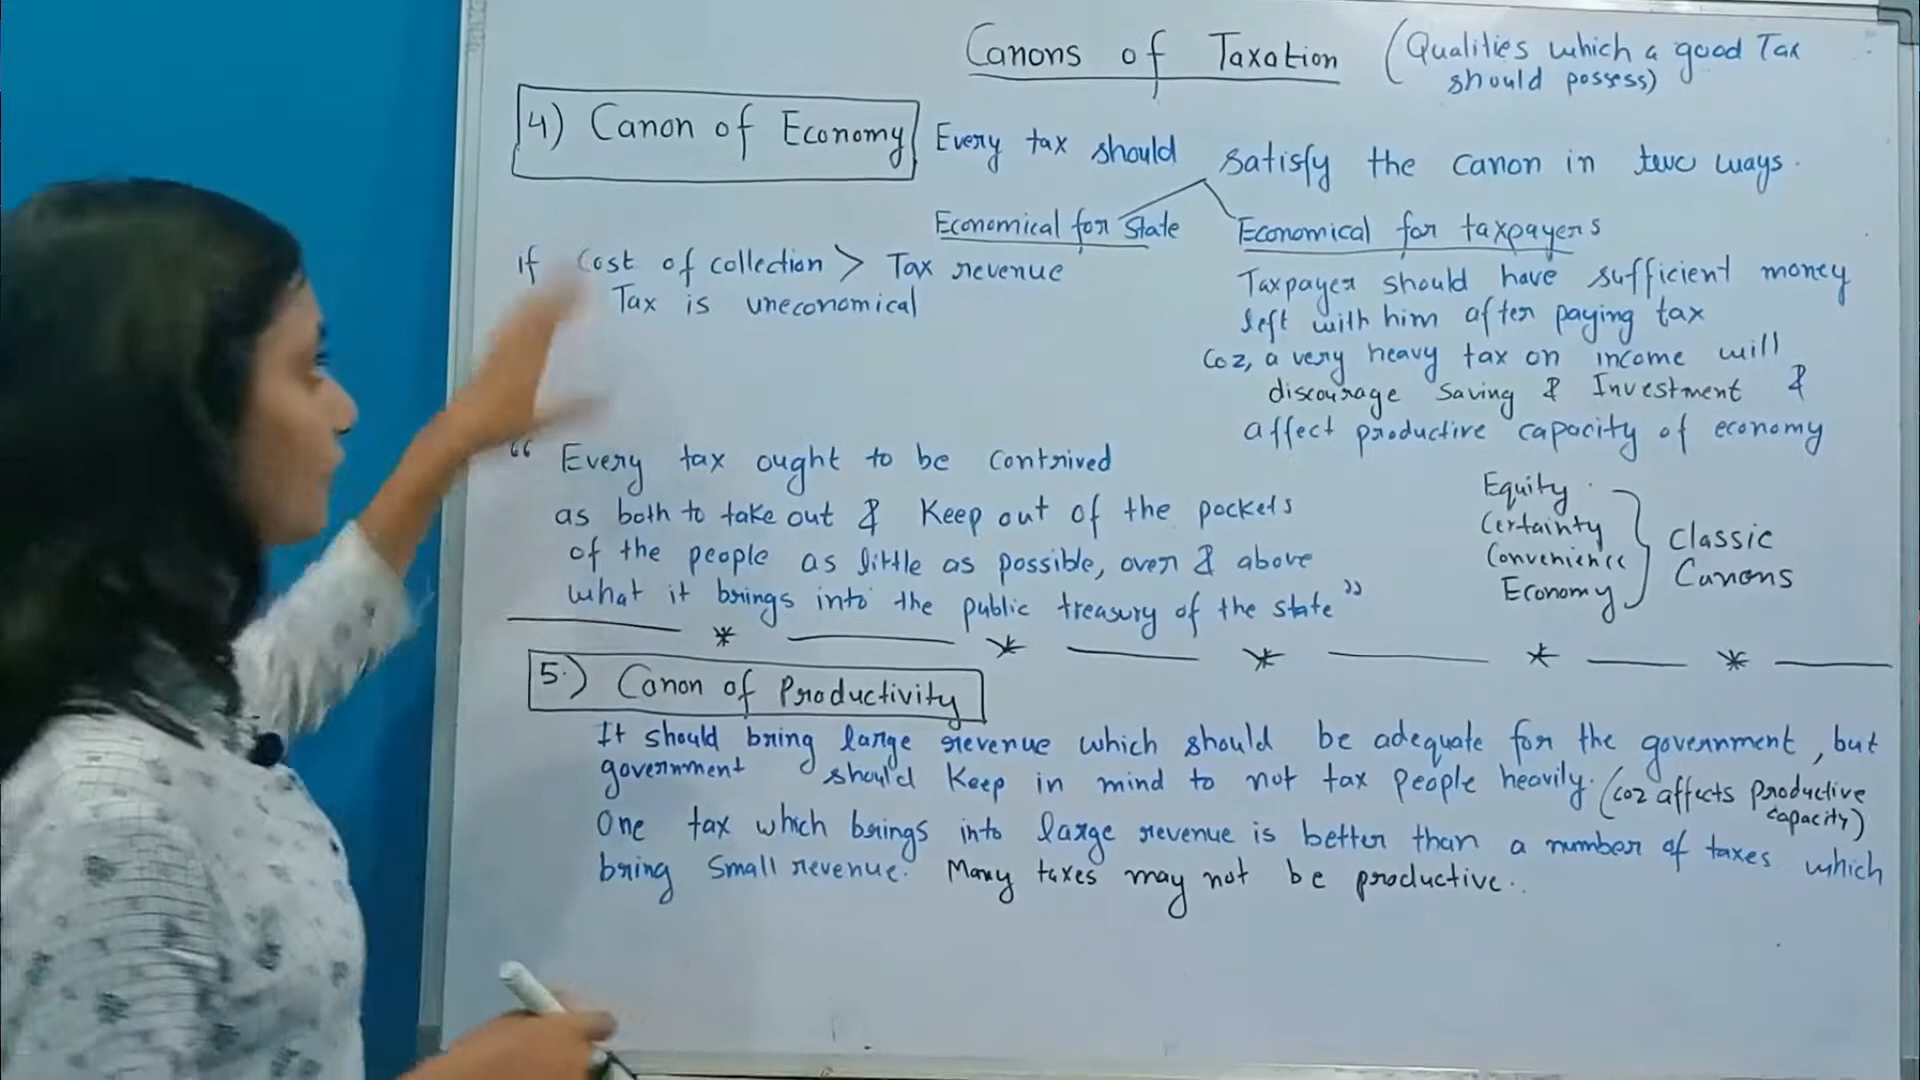 Canons of Taxation (Qualities which a good Tax
should possess)
4) Canon of Economy Every tax should satisfy the canon in two ways.
Economical for State
Economical for taxpayers
if Cost of collection > Tax revenue
Tax is uneconomical
Taxpayer should have sufficient money
left with him after paying tax
Coz, a very heavy tax on income will
discourage Saving & Investment &
affect productive capacity of economy
“ Every tax ought to be contrived
as both to take out & Keep out of the pockets
of the people as little as possible, over & above
what it brings into the public treasury of the state ”
Equity
Certainty
Convenience
Economy
Classic
Canons
5.) Canon of Productivity
It should bring large revenue which should be adequate for the government, but
government should Keep in mind to not tax people heavily. (coz affects productive
capacity)
One tax which brings into large revenue is better than a number of taxes which
bring Small revenue. Many taxes may not be productive..